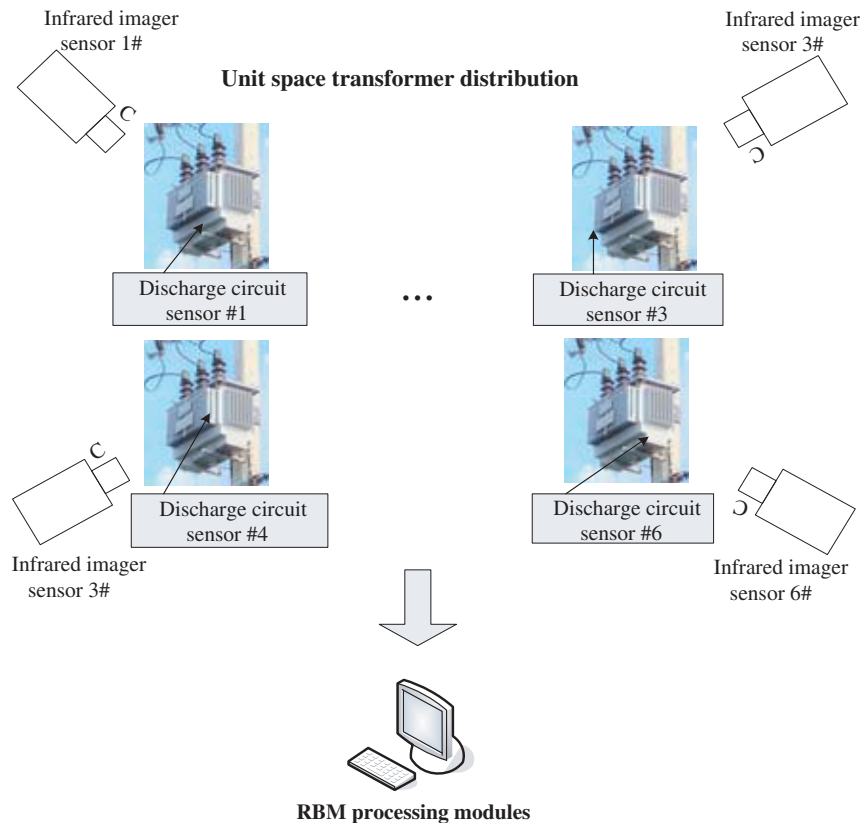 Infrared imager
sensor 1#
Infrared imager
sensor 3#
Unit space transformer distribution
C
C
Discharge circuit
sensor #1
...
Discharge circuit
sensor #3
C
C
Discharge circuit
sensor #4
Discharge circuit
sensor #6
Infrared imager
sensor 3#
Infrared imager
sensor 6#
RBM processing modules